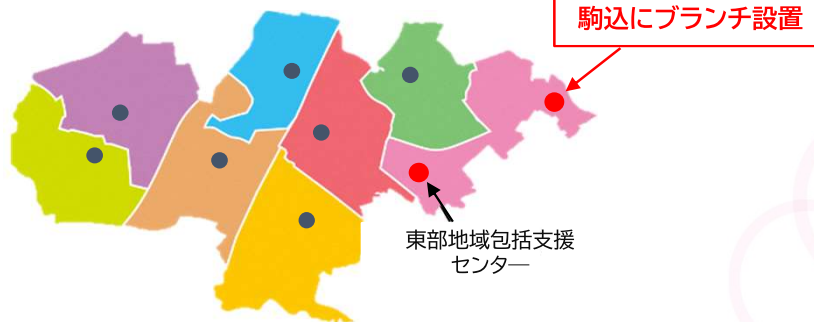 駒込にブランチ設置
東部地域包括支援
センター